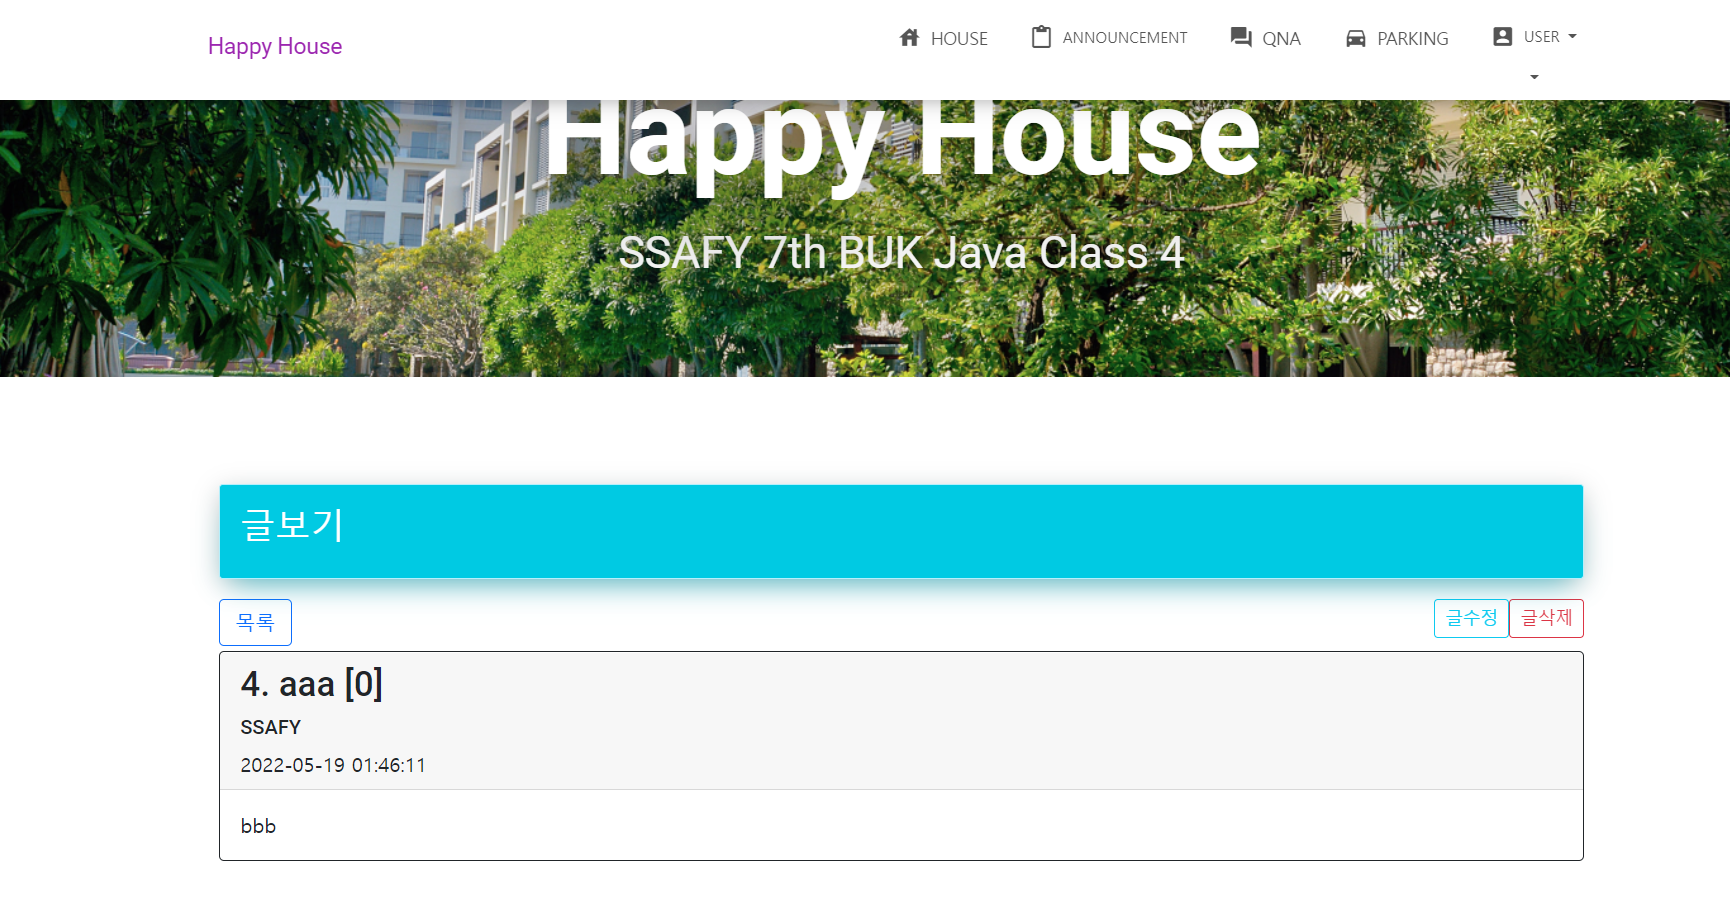 Happy House
HOUSE
ANNOUNCEMENT
QNA
PARKING
USER
Happy House
SSAFY 7th BUK Java Class 4
글보기
목록
글수정
글삭제
4. aaa [0]
SSAFY
2022-05-19 01:46:11
bbb